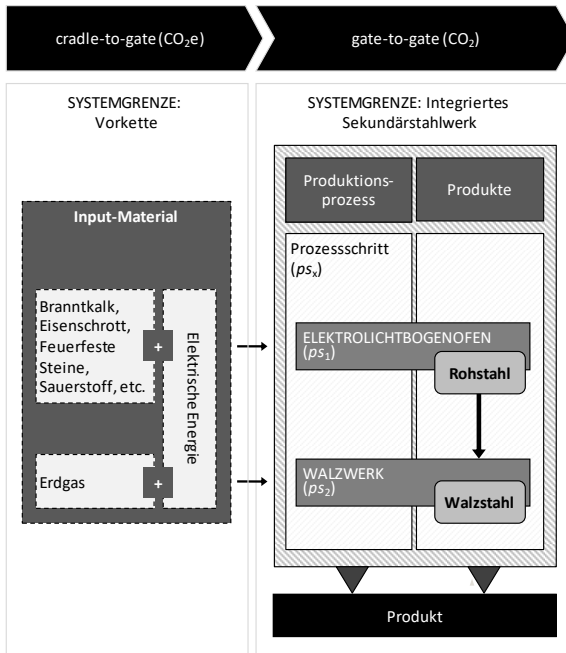 cradle-to-gate (CO₂e)
gate-to-gate (CO₂)
SYSTEMGRENZE:
Vorkette
SYSTEMGRENZE: Integriertes
Sekundärstahlwerk
Input-Material
Branntkalk,
Eisenschrott,
Feuerfeste
Steine,
Sauerstoff, etc.
+
Elektrische Energie
Erdgas
+
Produktions-
prozess
Produkte
Prozessschritt
(psₓ)
ELEKTROLICHTBOGENOFEN
(ps₁)
Rohstahl
WALZWERK
(ps₂)
Walzstahl
Produkt